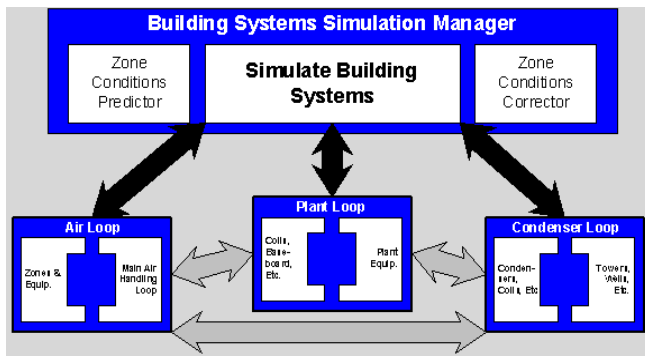 Building Systems Simulation Manager
Zone
Conditions
Predictor
Simulate Building
Systems
Zone
Conditions
Corrector
Air Loop
Zones &
Equip.
Main Air
Handling
Loop
Plant Loop
Coils,
Base-
board,
Etc.
Plant
Equip.
Condenser Loop
Conden-
sers,
Coils, Etc
Towers,
Wells,
Etc.